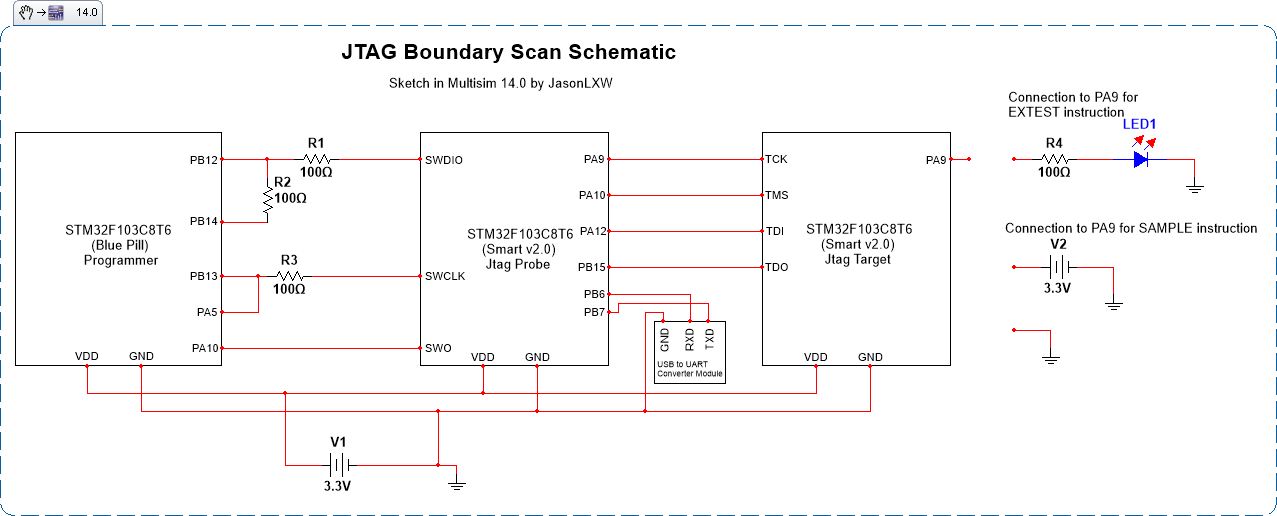 14.0
JTAG Boundary Scan Schematic
Sketch in Multisim 14.0 by JasonLXW
Connection to PA9 for
EXTEST instruction
LED1
R4
100Ω
Connection to PA9 for SAMPLE instruction
V2
3.3V
PB12
R1
100Ω
R2
100Ω
PB14
STM32F103C8T6
(Blue Pill)
Programmer
PB13
R3
100Ω
PA5
PA10
VDD
GND
SWDIO
PA9
PA10
STM32F103C8T6
(Smart v2.0)
Jtag Probe
PA12
PB15
SWCLK
PB6
PB7
SWO
VDD
GND
GND
RXD
TXD
USB to UART
Converter Module
TCK
PA9
TMS
TDI
STM32F103C8T6
(Smart v2.0)
Jtag Target
TDO
VDD
GND
V1
3.3V